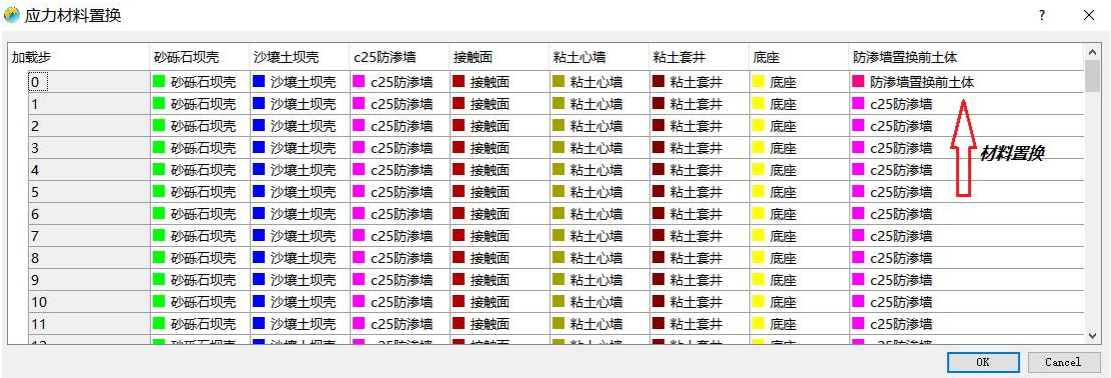 应力材料置换 ?
加载步 砂砾石坝壳 沙壤土坝壳 c25防渗墙 接触面 粘土心墙 粘土套井 底座 防渗墙置换前土体
0 砂砾石坝壳 沙壤土坝壳 c25防渗墙 接触面 粘土心墙 粘土套井 底座 防渗墙置换前土体
1 砂砾石坝壳 沙壤土坝壳 c25防渗墙 接触面 粘土心墙 粘土套井 底座 c25防渗墙
2 砂砾石坝壳 沙壤土坝壳 c25防渗墙 接触面 粘土心墙 粘土套井 底座 c25防渗墙
3 砂砾石坝壳 沙壤土坝壳 c25防渗墙 接触面 粘土心墙 粘土套井 底座 c25防渗墙
材料置换
4 砂砾石坝壳 沙壤土坝壳 c25防渗墙 接触面 粘土心墙 粘土套井 底座 c25防渗墙
5 砂砾石坝壳 沙壤土坝壳 c25防渗墙 接触面 粘土心墙 粘土套井 底座 c25防渗墙
6 砂砾石坝壳 沙壤土坝壳 c25防渗墙 接触面 粘土心墙 粘土套井 底座 c25防渗墙
7 砂砾石坝壳 沙壤土坝壳 c25防渗墙 接触面 粘土心墙 粘土套井 底座 c25防渗墙
8 砂砾石坝壳 沙壤土坝壳 c25防渗墙 接触面 粘土心墙 粘土套井 底座 c25防渗墙
9 砂砾石坝壳 沙壤土坝壳 c25防渗墙 接触面 粘土心墙 粘土套井 底座 c25防渗墙
10 砂砾石坝壳 沙壤土坝壳 c25防渗墙 接触面 粘土心墙 粘土套井 底座 c25防渗墙
11 砂砾石坝壳 沙壤土坝壳 c25防渗墙 接触面 粘土心墙 粘土套井 底座 c25防渗墙
OK Cancel